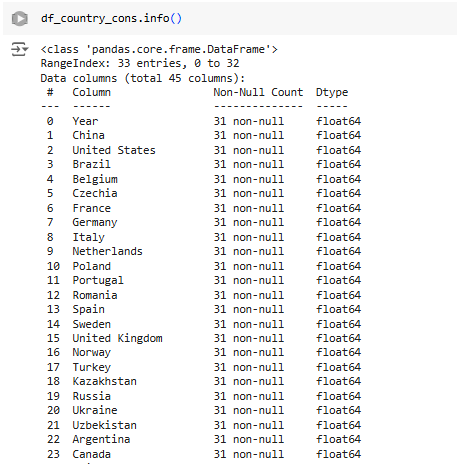 df_country_cons.info()
<class 'pandas.core.frame.DataFrame'>
RangeIndex: 33 entries, 0 to 32
Data columns (total 45 columns):
 #   Column          Non-Null Count  Dtype
---  ------          --------------  -----
 0   Year            31 non-null     float64
 1   China           31 non-null     float64
 2   United States   31 non-null     float64
 3   Brazil          31 non-null     float64
 4   Belgium         31 non-null     float64
 5   Czechia         31 non-null     float64
 6   France          31 non-null     float64
 7   Germany         31 non-null     float64
 8   Italy           31 non-null     float64
 9   Netherlands     31 non-null     float64
 10  Poland          31 non-null     float64
 11  Portugal        31 non-null     float64
 12  Romania         31 non-null     float64
 13  Spain           31 non-null     float64
 14  Sweden          31 non-null     float64
 15  United Kingdom  31 non-null     float64
 16  Norway          31 non-null     float64
 17  Turkey          31 non-null     float64
 18  Kazakhstan      31 non-null     float64
 19  Russia          31 non-null     float64
 20  Ukraine         31 non-null     float64
 21  Uzbekistan      31 non-null     float64
 22  Argentina       31 non-null     float64
 23  Canada          31 non-null     float64